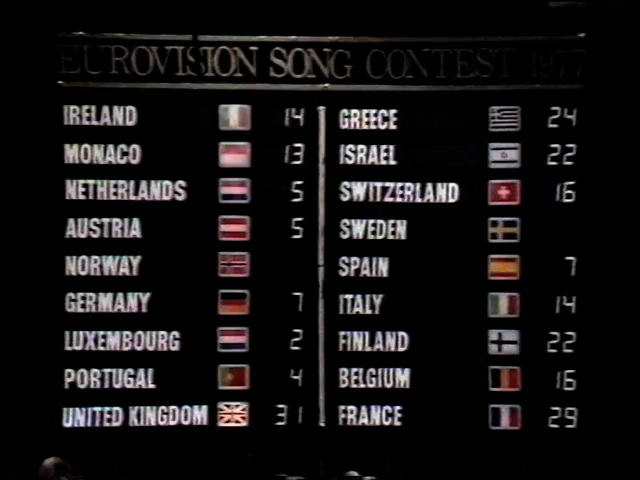 EUROVISION SONG CONTEST 1977
IRELAND 14
MONACO 13
NETHERLANDS 5
AUSTRIA 5
NORWAY
GERMANY 7
LUXEMBOURG 2
PORTUGAL 4
UNITED KINGDOM 31
GREECE 24
ISRAEL 22
SWITZERLAND 16
SWEDEN
SPAIN 7
ITALY 14
FINLAND 22
BELGIUM 16
FRANCE 29